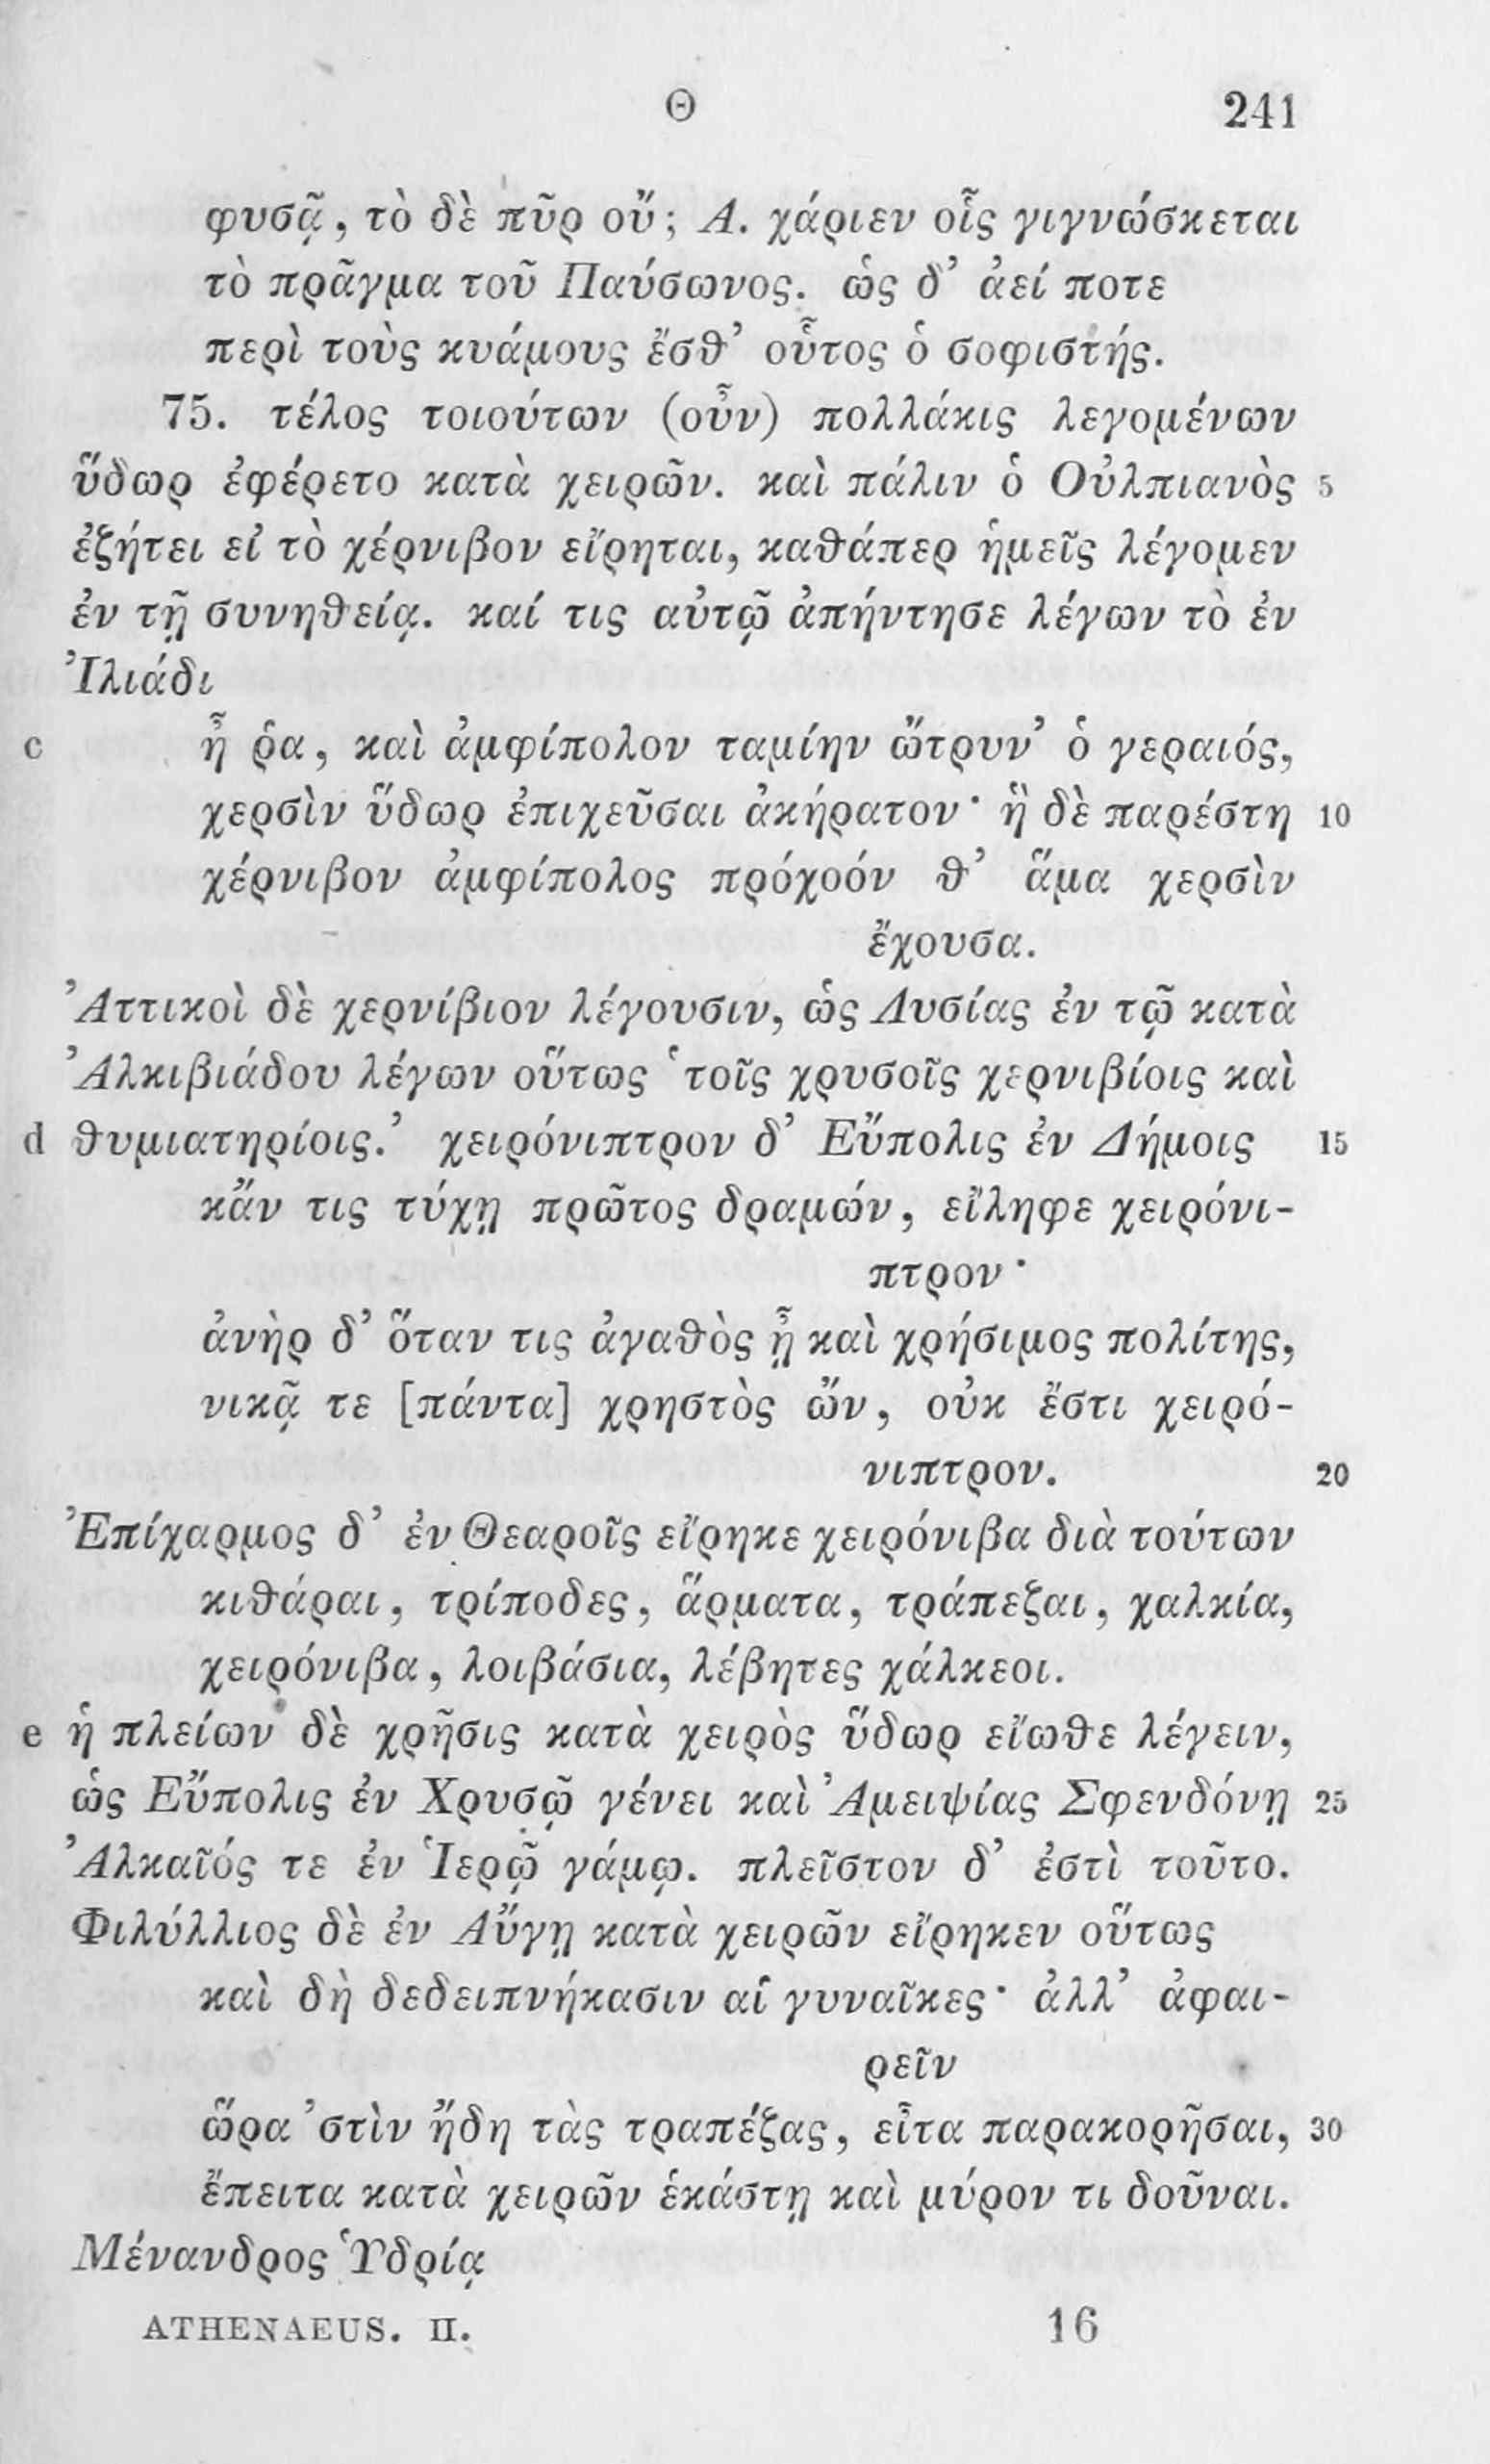 Θ 241
φυσᾷ, τὸ δὲ πῦρ οὔ; Α. χάριεν οἷς γιγνώσκεται
τὸ πρᾶγμα τοῦ Παύσωνος. ὡς δ’ ἀεί ποτε
περὶ τοὺς κυάμους ἔσθ’ οὗτος ὁ σοφιστής.
75. τέλος τοιούτων (οὖν) πολλάκις λεγομένων
ὕδωρ ἐφέρετο κατὰ χειρῶν. καὶ πάλιν ὁ Οὐλπιανὸς 5
ἐζήτει εἰ τὸ χέρνιβον εἴρηται, καθάπερ ἡμεῖς λέγομεν
ἐν τῇ συνηθείᾳ. καί τις αὐτῷ ἀπήντησε λέγων τὸ ἐν
Ἰλιάδι
c ἦ ῥα, καὶ ἀμφίπολον ταμίην ὤτρυν’ ὁ γεραιός,
χερσὶν ὕδωρ ἐπιχεῦσαι ἀκήρατον· ἣ δὲ παρέστη 10
χέρνιβον ἀμφίπολος πρόχοόν θ’ ἅμα χερσὶν
ἔχουσα.
Ἀττικοὶ δὲ χερνίβιον λέγουσιν, ὡς Λυσίας ἐν τῷ κατὰ
Ἀλκιβιάδου λέγων οὕτως ‘τοῖς χρυσοῖς χερνιβίοις καὶ
d θυμιατηρίοις.’ χειρόνιπτρον δ’ Εὔπολις ἐν Δήμοις 15
κἄν τις τύχῃ πρῶτος δραμών, εἴληφε χειρόνι-
πτρον·
ἀνὴρ δ’ ὅταν τις ἀγαθὸς ᾖ καὶ χρήσιμος πολίτης,
νικᾷ τε [πάντα] χρηστὸς ὤν, οὐκ ἔστι χειρό-
νιπτρον. 20
Ἐπίχαρμος δ’ ἐν Θεαροῖς εἴρηκε χειρόνιβα διὰ τούτων
κιθάραι, τρίποδες, ἅρματα, τράπεζαι, χαλκία,
χειρόνιβα, λοιβάσια, λέβητες χάλκεοι.
e ἡ πλείων δὲ χρῆσις κατὰ χειρὸς ὕδωρ εἴωθε λέγειν,
ὡς Εὔπολις ἐν Χρυσῷ γένει καὶ Ἀμειψίας Σφενδόνῃ 25
Ἀλκαῖός τε ἐν Ἱερῷ γάμῳ. πλεῖστον δ’ ἐστὶ τοῦτο.
Φιλύλλιος δὲ ἐν Αὔγῃ κατὰ χειρῶν εἴρηκεν οὕτως
καὶ δὴ δεδειπνήκασιν αἱ γυναῖκες· ἀλλ’ ἀφαι-
ρεῖν
ὥρα ’στὶν ἤδη τὰς τραπέζας, εἶτα παρακορῆσαι, 30
ἔπειτα κατὰ χειρῶν ἑκάστῃ καὶ μύρον τι δοῦναι.
Μένανδρος Ὑδρίᾳ
ATHENAEUS. II. 16